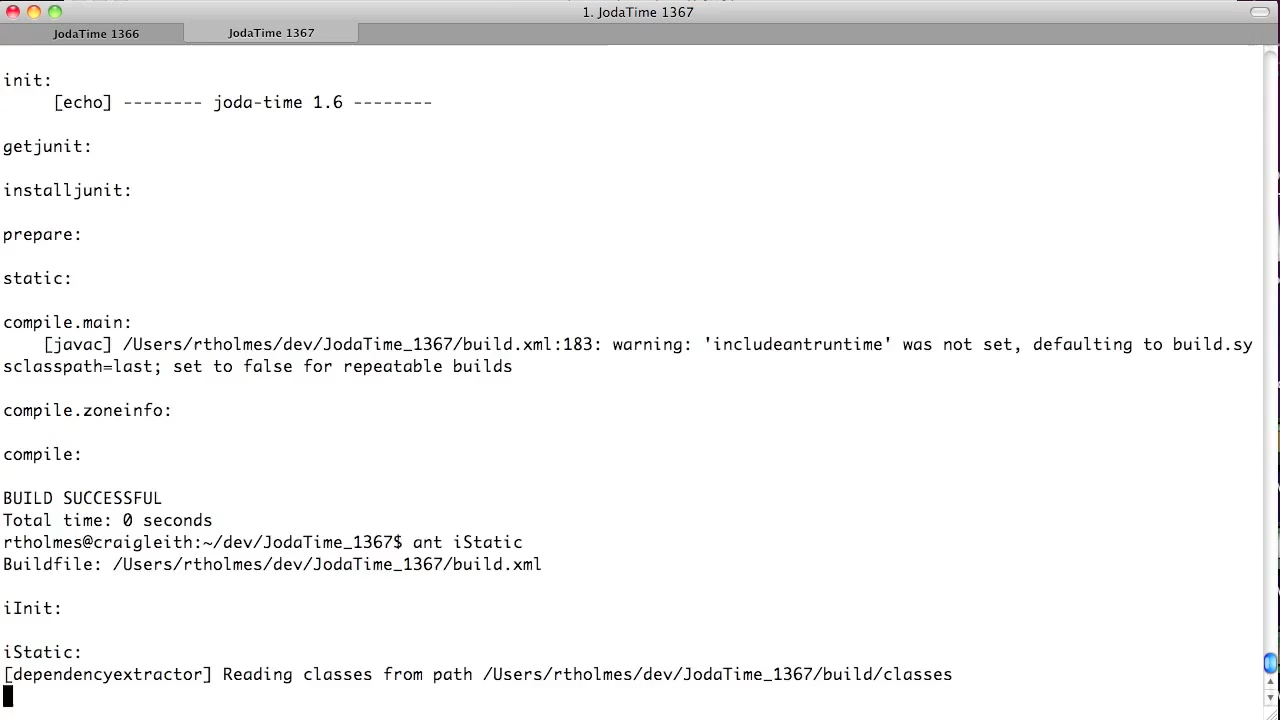 1. JodaTime 1367
JodaTime 1366
JodaTime 1367
init:
[echo] -------- joda-time 1.6 --------
getjunit:
installjunit:
prepare:
static:
compile.main:
[javac] /Users/rtholmes/dev/JodaTime_1367/build.xml:183: warning: 'includeantruntime' was not set, defaulting to build.sy
sclasspath=last; set to false for repeatable builds
compile.zoneinfo:
compile:
BUILD SUCCESSFUL
Total time: 0 seconds
rtholmes@craigleith:~/dev/JodaTime_1367$ ant iStatic
Buildfile: /Users/rtholmes/dev/JodaTime_1367/build.xml
iInit:
iStatic:
[dependencyextractor] Reading classes from path /Users/rtholmes/dev/JodaTime_1367/build/classes